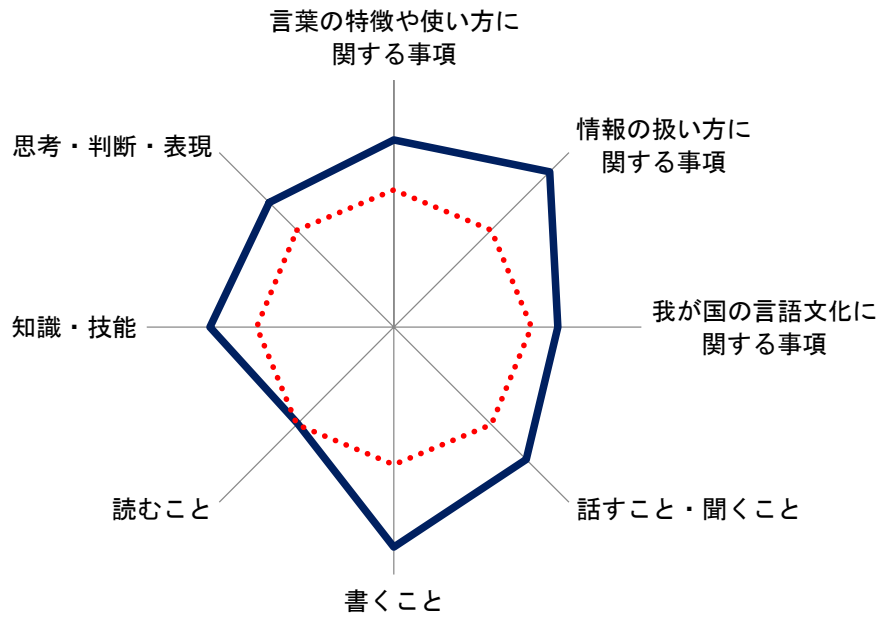 言葉の特徴や使い方に
関する事項
情報の扱い方に
関する事項
我が国の言語文化に
関する事項
話すこと・聞くこと
書くこと
読むこと
知識・技能
思考・判断・表現